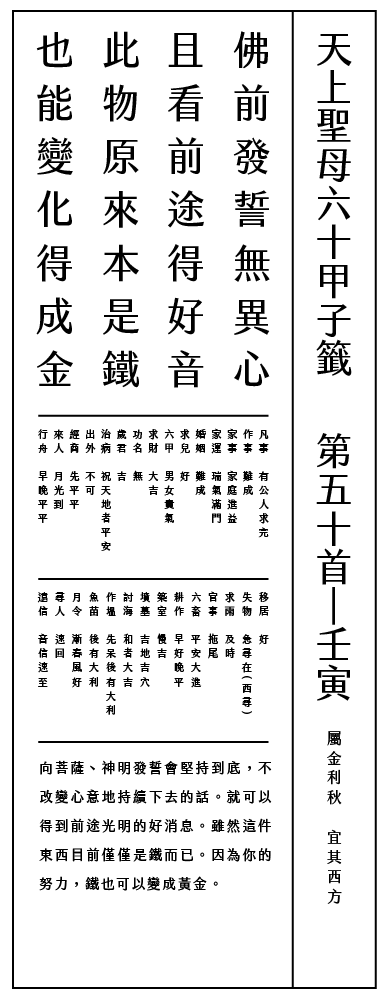 天上聖母六十甲子籤　第五十首—壬寅
屬金利秋　宜其西方
佛前發誓無異心
且看前途得好音
此物原來本是鐵
也能變化得成金
凡事　有公人求完
作事　難成
家事　家庭進益
家運　瑞氣滿門
婚姻　難成
求兒　好
六甲　男女貴氣
求財　大吉
功名　無
歲君　吉
治病　祝天地者平安
出外　不可
經商　先平平
來人　月光到
行舟　早晚平平
移居　好
失物　急尋在(西尋)
求雨　及時
官事　拖尾
六畜　平安大進
耕作　早好晚平
築室　慢吉
墳墓　吉地吉穴
討海　和者大吉
作塭　先呆後有大利
魚苗　後有大利
月令　漸春風好
尋人　速回
遠信　音信速至
向菩薩、神明發誓會堅持到底，不
改變心意地持續下去的話。就可以
得到前途光明的好消息。雖然這件
東西目前僅僅是鐵而已。因為你的
努力，鐵也可以變成黃金。